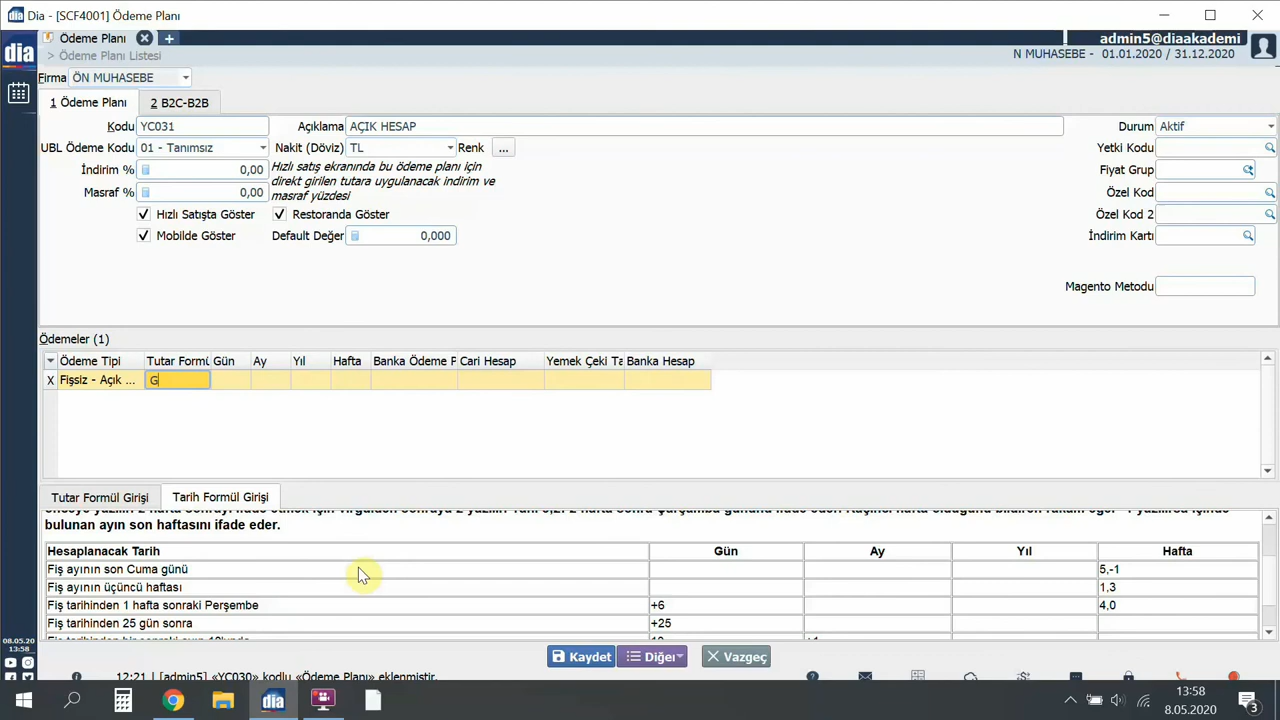 Dia - [SCF4001] Ödeme Planı
Ödeme Planı
admin5@diaakademi
dia
> Ödeme Planı Listesi
N MUHASEBE - 01.01.2020 / 31.12.2020
Firma ÖN MUHASEBE
1 Ödeme Planı 2 B2C-B2B
Kodu YC031 Açıklama AÇIK HESAP Durum Aktif
UBL Ödeme Kodu 01 - Tanımsız Nakit (Döviz) TL Renk ... Yetki Kodu
İndirim % 0,00 Hızlı satış ekranında bu ödeme planı için Fiyat Grup
direkt girilen tutara uygulanacak indirim ve
Masraf % 0,00 masraf yüzdesi Özel Kod
Hızlı Satışta Göster Restoranda Göster Özel Kod 2
Mobilde Göster Default Değer 0,000 İndirim Kartı
Magento Metodu
Ödemeler (1)
Ödeme Tipi Tutar Formü Gün Ay Yıl Hafta Banka Ödeme P Cari Hesap Yemek Çeki Ta Banka Hesap
X Fişsiz - Açık ... G
Tutar Formül Girişi Tarih Formül Girişi
bulunan ayın son haftasını ifade eder.
Hesaplanacak Tarih Gün Ay Yıl Hafta
Fiş ayının son Cuma günü 5,-1
Fiş ayının üçüncü haftası 1,3
Fiş tarihinden 1 hafta sonraki Perşembe +6 4,0
Fiş tarihinden 25 gün sonra +25
08.05.20
13:58
Kaydet Diğer Vazgeç
12:21 | [admin5] «YC030» kodlu «Ödeme Planı» eklenmiştir.
dia
13:58
8.05.2020
3